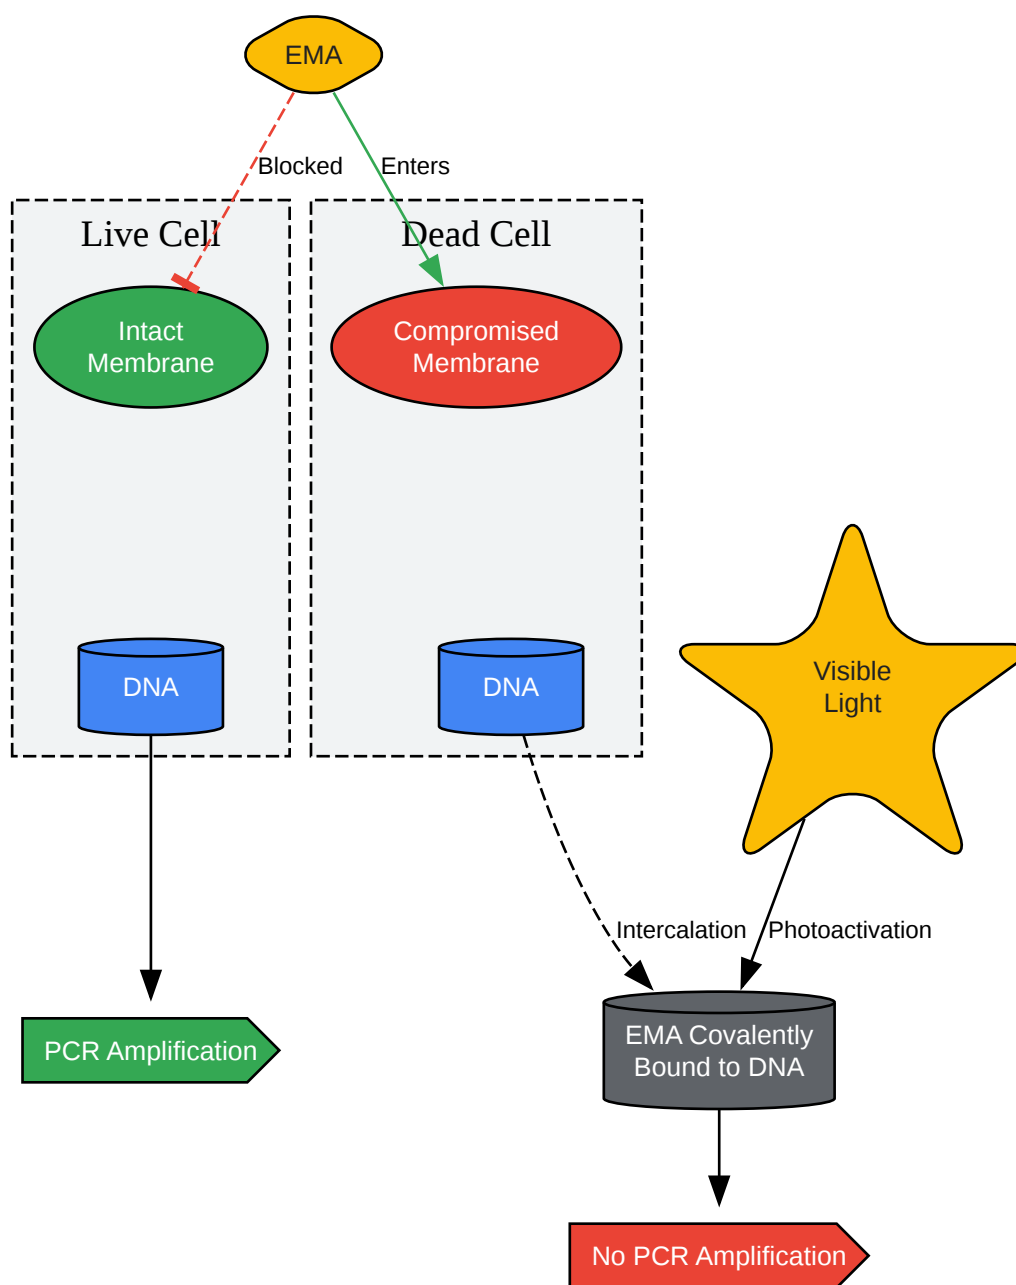 EMA
Blocked
Enters
Live Cell
Dead Cell
Intact
Membrane
Compromised
Membrane
DNA
DNA
Visible
Light
Intercalation
Photoactivation
PCR Amplification
EMA Covalently
Bound to DNA
No PCR Amplification